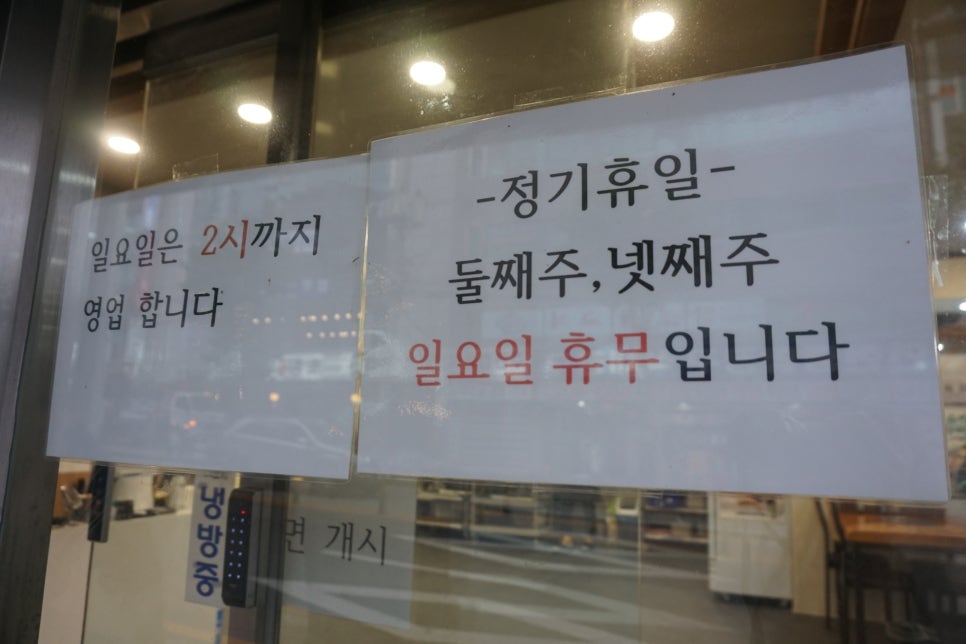 일요일은 2시까지
영업 합니다
-정기휴일-
둘째주,넷째주
일요일 휴무입니다
냉방중
면 개시